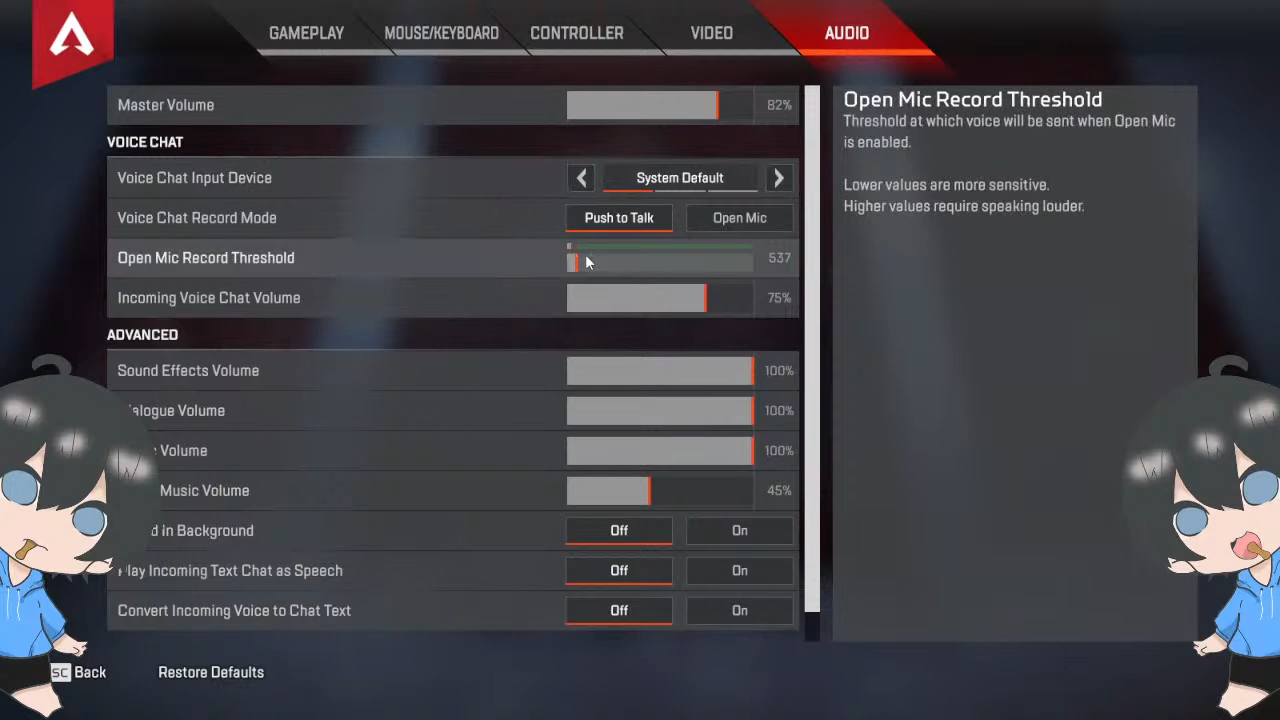 GAMEPLAY
MOUSE/KEYBOARD
CONTROLLER
VIDEO
AUDIO
Master Volume
82%
VOICE CHAT
Voice Chat Input Device
System Default
Voice Chat Record Mode
Push to Talk
Open Mic
Open Mic Record Threshold
537
Incoming Voice Chat Volume
75%
ADVANCED
Sound Effects Volume
100%
ialogue Volume
100%
Volume
100%
Music Volume
45%
d in Background
Off
On
Play Incoming Text Chat as Speech
Off
On
Convert Incoming Voice to Chat Text
Off
On
Open Mic Record Threshold
Threshold at which voice will be sent when Open Mic
is enabled.
Lower values are more sensitive.
Higher values require speaking louder.
SC Back
Restore Defaults